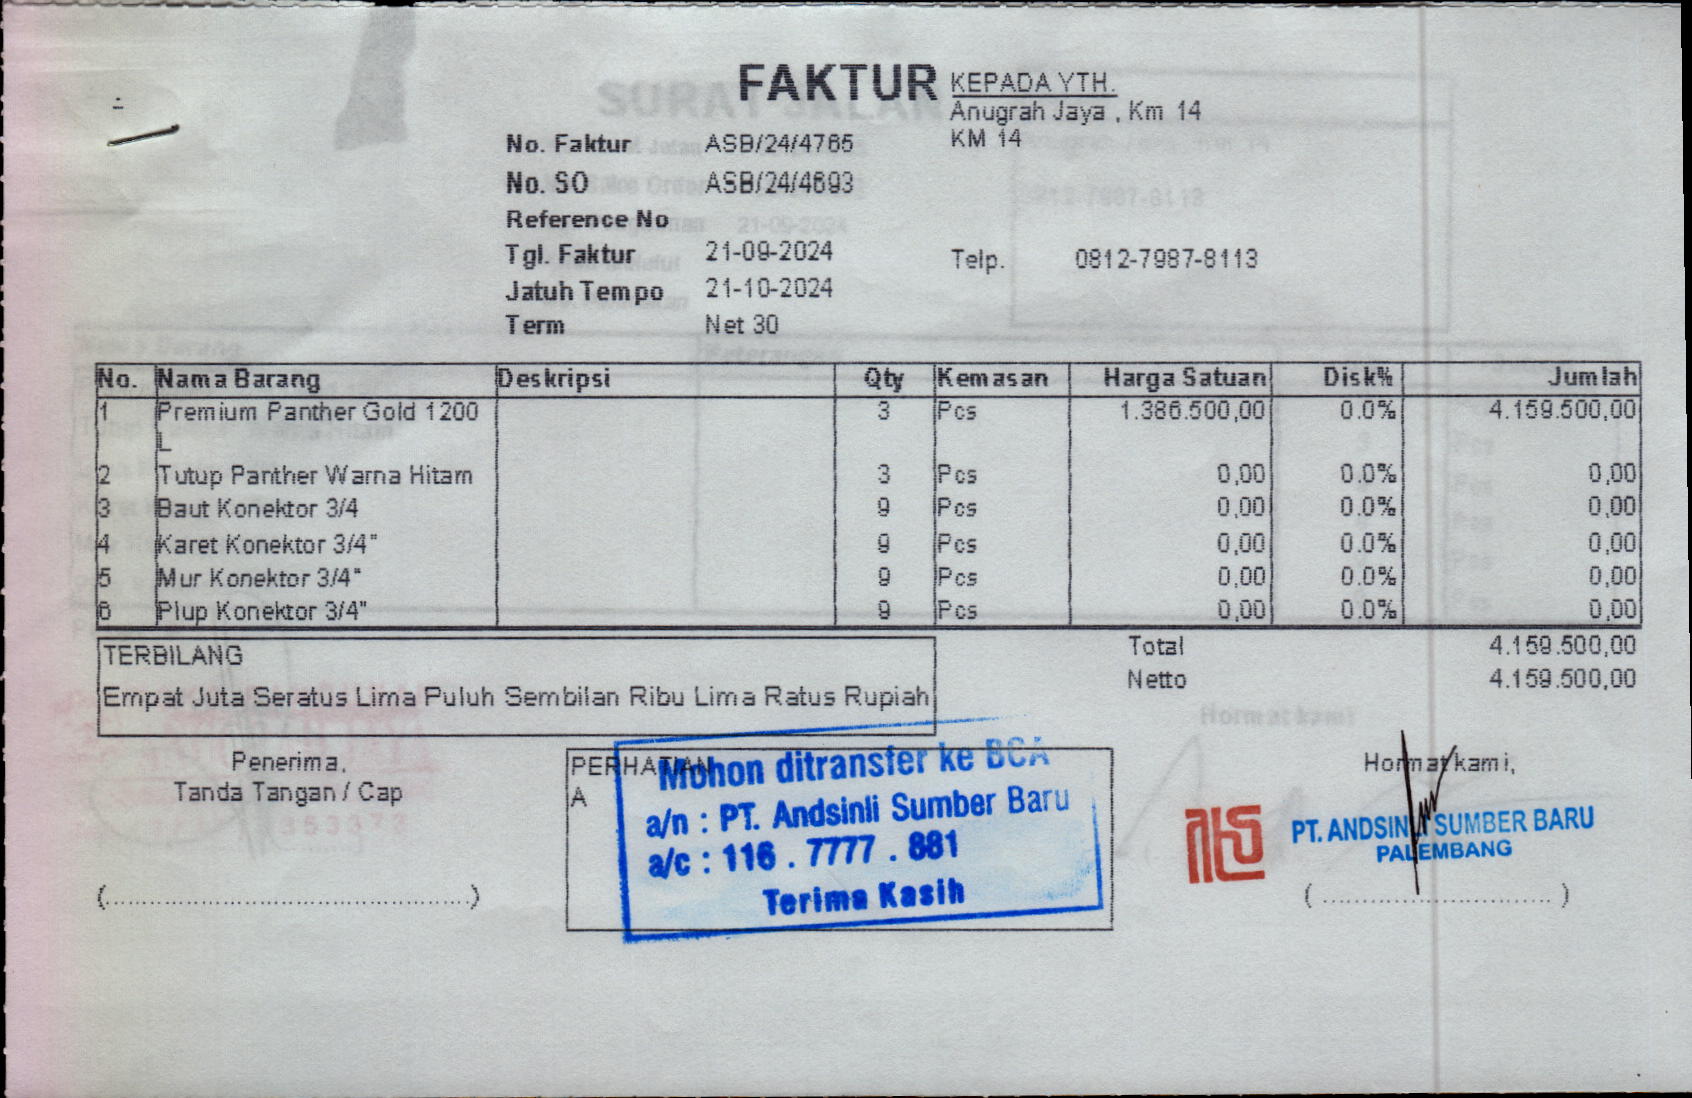 FAKTUR
KEPADA YTH.
Anugrah Jaya , Km 14
KM 14
No. Faktur ASB/24/4765
No. SO ASB/24/4693
Reference No
Tgl. Faktur 21-09-2024
Telp. 0812-7987-8113
Jatuh Tempo 21-10-2024
Term Net 30
No. Nama Barang Deskripsi Qty Kemasan Harga Satuan Disk% Jumlah
1 Premium Panther Gold 1200 3 Pcs 1.386.500,00 0.0% 4.159.500,00
L
2 Tutup Panther Warna Hitam 3 Pcs 0,00 0.0% 0,00
3 Baut Konektor 3/4 9 Pcs 0,00 0.0% 0,00
4 Karet Konektor 3/4" 9 Pcs 0,00 0.0% 0,00
5 Mur Konektor 3/4" 9 Pcs 0,00 0.0% 0,00
6 Plup Konektor 3/4" 9 Pcs 0,00 0.0% 0,00
TERBILANG
Empat Juta Seratus Lima Puluh Sembilan Ribu Lima Ratus Rupiah
Total 4.159.500,00
Netto 4.159.500,00
Penerima,
Tanda Tangan / Cap
(.............................................)
PERHATIAN
A
Mohon ditransfer ke BCA
a/n : PT. Andsinli Sumber Baru
a/c : 116 . 7777 . 881
Terima Kasih
Hormat kami,
PT. ANDSINLI SUMBER BARU
PALEMBANG
( ............................ )